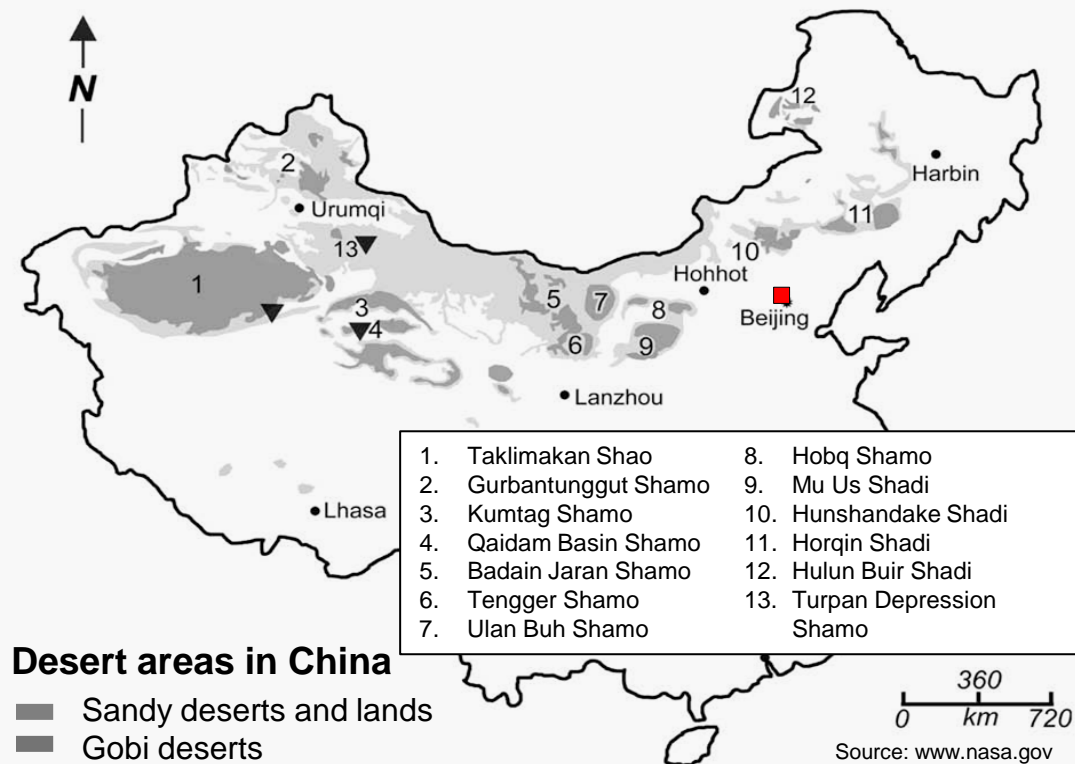 N
12
2
Harbin
Urumqi
11
13
10
Hohhot
1
5
7
3
8
Beijing
4
6
9
Lanzhou
1. Taklimakan Shao
2. Gurbantunggut Shamo
3. Kumtag Shamo
4. Qaidam Basin Shamo
5. Badain Jaran Shamo
6. Tengger Shamo
7. Ulan Buh Shamo
8. Hobq Shamo
9. Mu Us Shadi
10. Hunshandake Shadi
11. Horqin Shadi
12. Hulun Buir Shadi
13. Turpan Depression
Shamo
Lhasa
Desert areas in China
Sandy deserts and lands
Gobi deserts
360
0 km 720
Source: www.nasa.gov